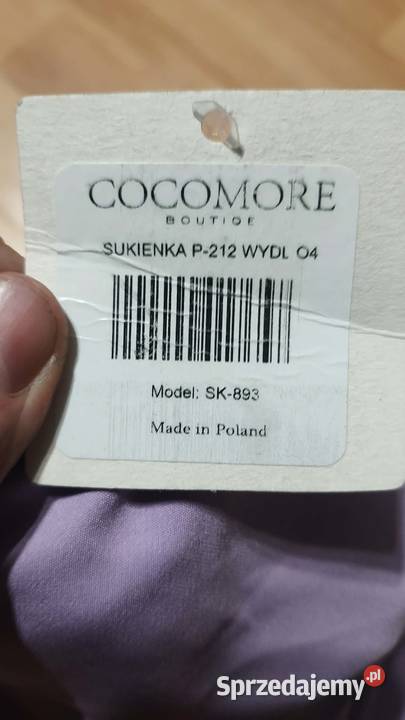 COCOMORE
BOUTIQE
SUKIENKA P-212 WYDL O4
Model: SK-893
Made in Poland
Sprzedajemy.pl